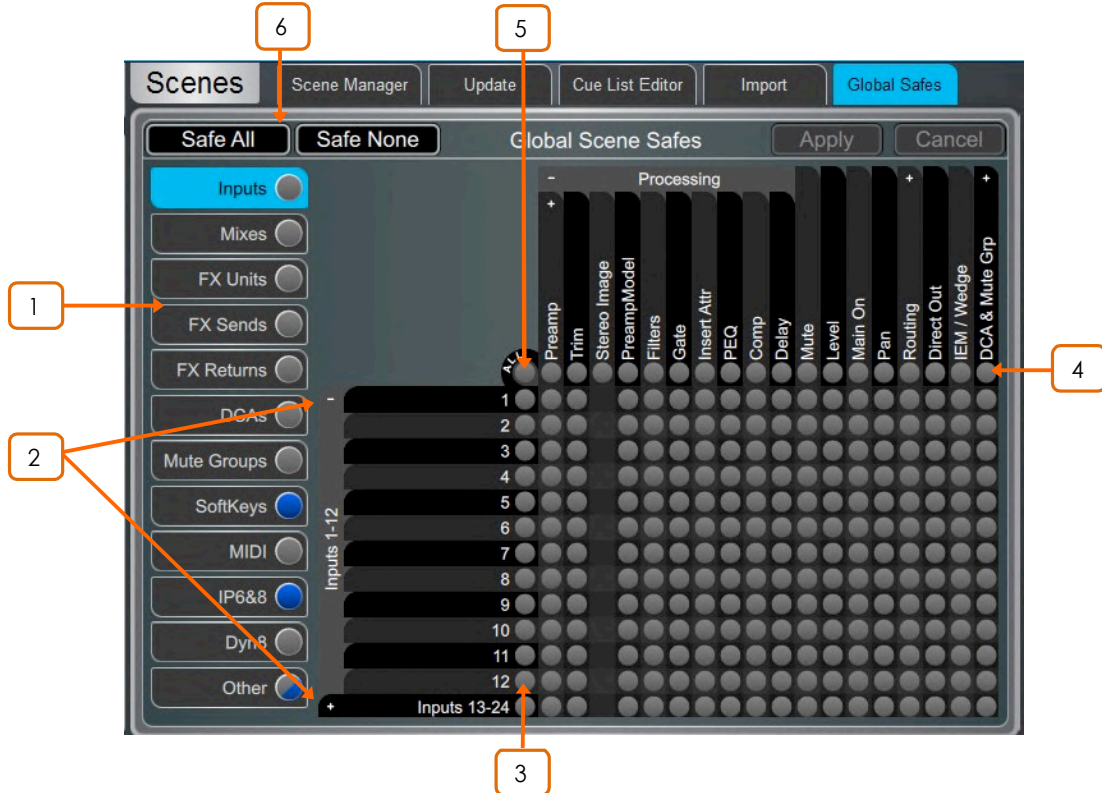 6
5
Scenes
Scene Manager
Update
Cue List Editor
Import
Global Safes
Safe All
Safe None
Global Scene Safes
Apply
Cancel
Inputs
Mixes
FX Units
FX Sends
FX Returns
DCAs
Mute Groups
SoftKeys
MIDI
IP6&8
Dyn8
Other
1
2
- Processing
+
+
+
Preamp
Trim
Stereo Image
PreampModel
Filters
Gate
Insert Attr
PEQ
Comp
Delay
Mute
Level
Main On
Pan
Routing
Direct Out
IEM / Wedge
DCA & Mute Grp
4
ALL
-
Inputs 1-12
1
2
3
4
5
6
7
8
9
10
11
12
+ Inputs 13-24
3